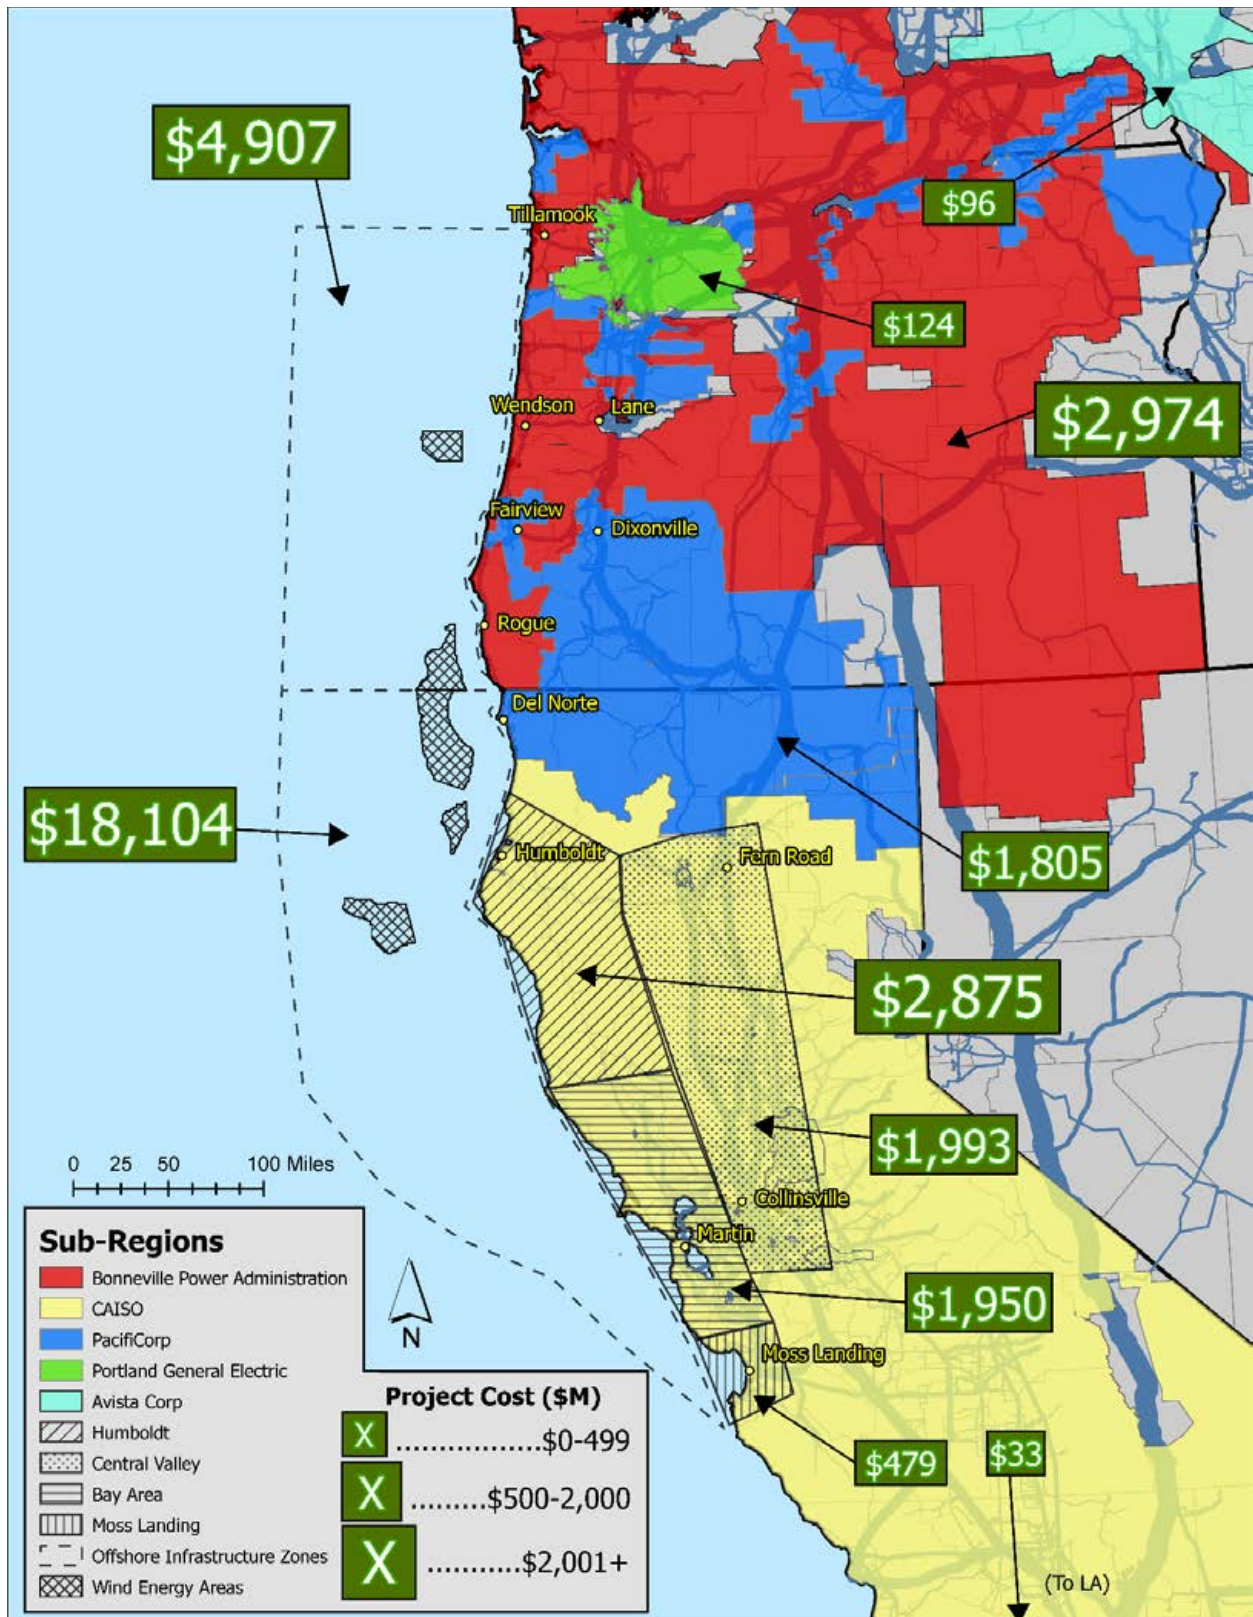 $4,907
$96
Tillamook
$124
$2,974
Wendson
Lane
Fairview
Dixonville
Rogue
Del Norte
$18,104
$1,805
Humboldt
Fern Road
$2,875
$1,993
0 25 50 100 Miles
Collinsville
Martin
$1,950
Moss Landing
$479
$33
(To LA)
N
Sub-Regions
Bonneville Power Administration
CAISO
PacifiCorp
Portland General Electric
Avista Corp
Humboldt
Central Valley
Bay Area
Moss Landing
Offshore Infrastructure Zones
Wind Energy Areas
Project Cost ($M)
X .................$0-499
X .........$500-2,000
X ...........$2,001+